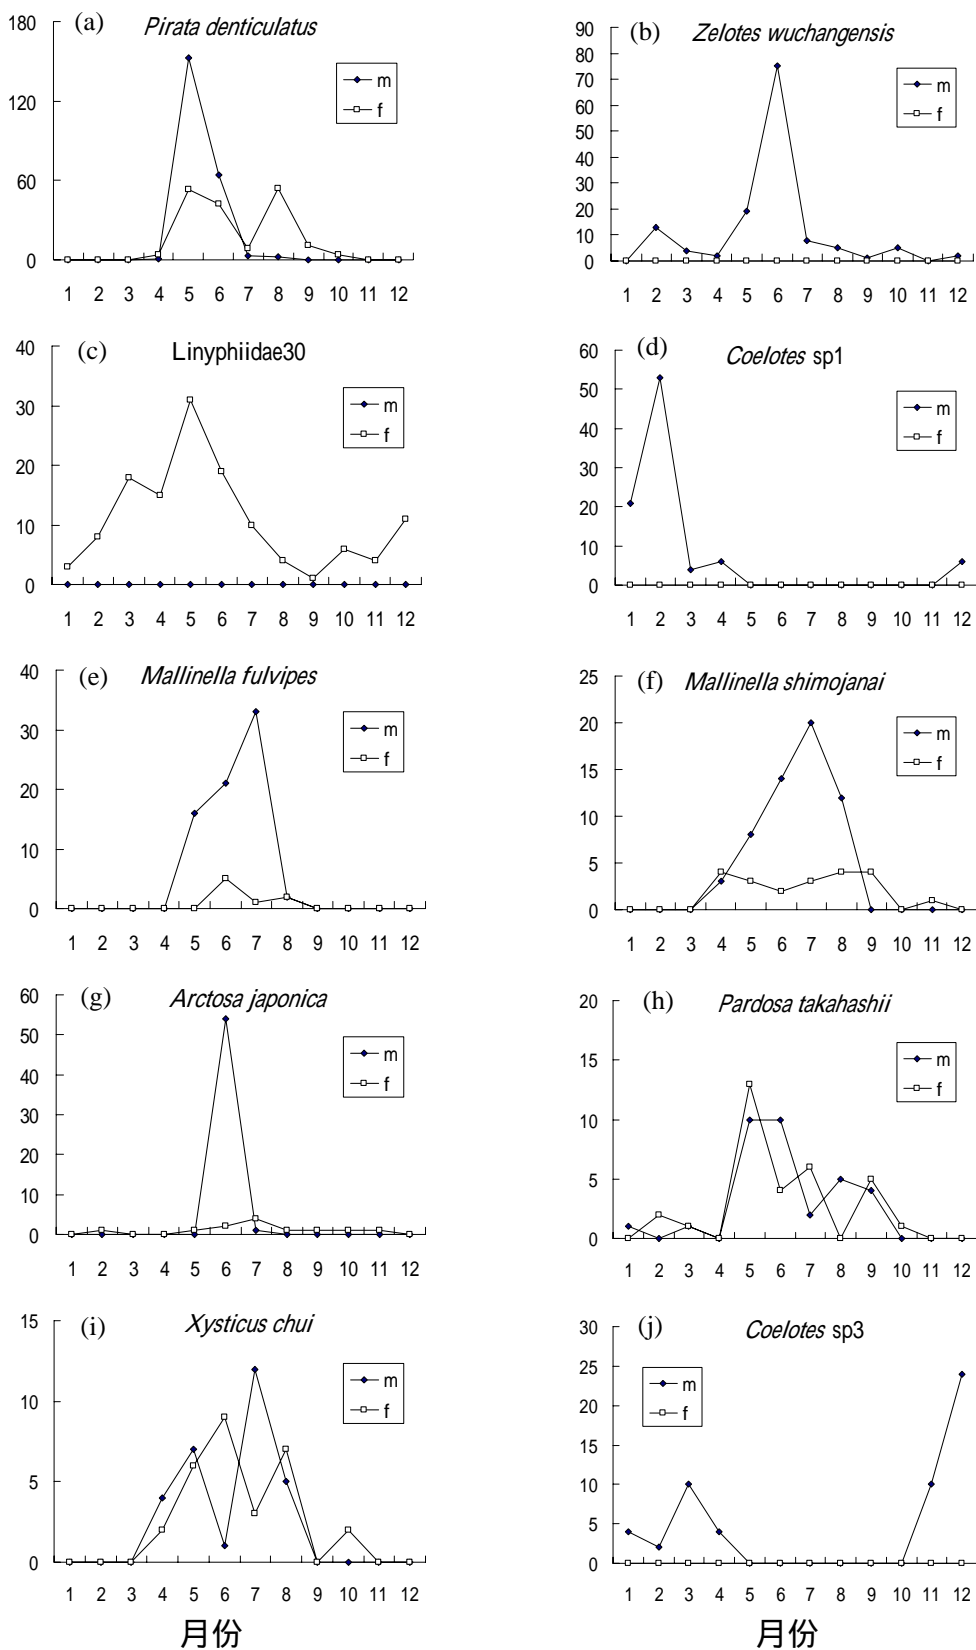 (a) Pirata denticulatus
180
120
60
0
m
f
1 2 3 4 5 6 7 8 9 10 11 12
(b) Zelotes wuchangensis
90
80
70
60
50
40
30
20
10
0
m
f
1 2 3 4 5 6 7 8 9 10 11 12
(c) Linyphiidae30
40
30
20
10
0
m
f
1 2 3 4 5 6 7 8 9 10 11 12
(d) Coelotes sp1
60
50
40
30
20
10
0
m
f
1 2 3 4 5 6 7 8 9 10 11 12
(e) Mallinella fulvipes
40
30
20
10
0
m
f
1 2 3 4 5 6 7 8 9 10 11 12
(f) Mallinella shimojanai
25
20
15
10
5
0
m
f
1 2 3 4 5 6 7 8 9 10 11 12
(g) Arctosa japonica
60
50
40
30
20
10
0
m
f
1 2 3 4 5 6 7 8 9 10 11 12
(h) Pardosa takahashii
20
15
10
5
0
m
f
1 2 3 4 5 6 7 8 9 10 11 12
(i) Xysticus chui
15
10
5
0
m
f
1 2 3 4 5 6 7 8 9 10 11 12
月份
(j) Coelotes sp3
30
25
20
15
10
5
0
m
f
1 2 3 4 5 6 7 8 9 10 11 12
月份